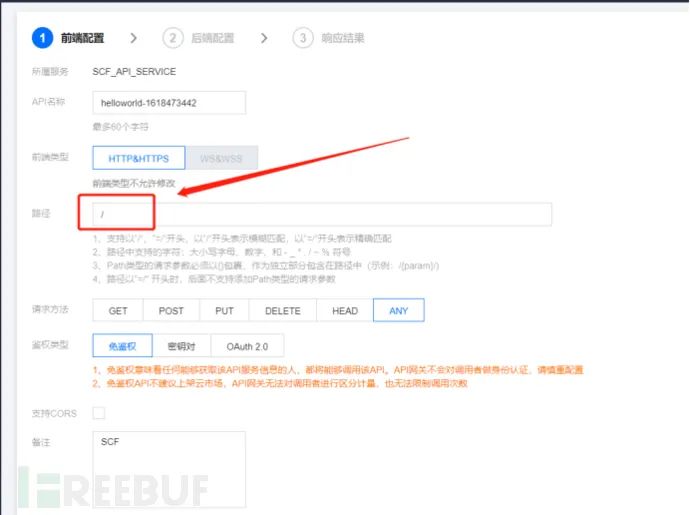 1 前端配置 > 2 后端配置 > 3 响应结果
所属服务 SCF_API_SERVICE
API名称 helloworld-1618473442
最多60个字符
前端类型 HTTP&HTTPS WS&WSS
前端类型不允许修改
路径 /
1、支持以"/"、"=/"开头，以"/"开头表示模糊匹配，以"=/"开头表示精确匹配
2、路径中支持的字符：大小写字母、数字、和 - _ * . / ~ % 符号
3、Path类型的请求参数必须以{}包裹，作为独立部分包含在路径中（示例：/{param}/）
4、路径以"=/" 开头时，后面不支持添加Path类型的请求参数
请求方法 GET POST PUT DELETE HEAD ANY
鉴权类型 免鉴权 密钥对 OAuth 2.0
1、免鉴权意味着任何能够获取该API服务信息的人，都将能够调用该API。API网关不会对调用者做身份认证，请慎重配置
2、免鉴权API不建议上架云市场，API网关无法对调用者进行区分计量，也无法限制调用次数
支持CORS
备注 SCF
FREEBUF